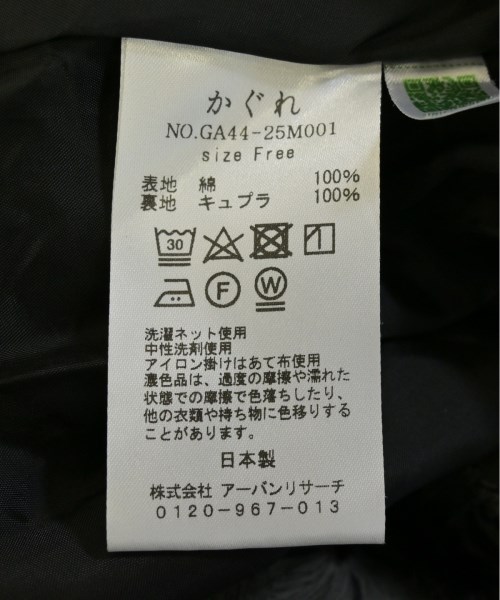 かぐれ
NO.GA44-25M001
size Free
表地 綿 100%
裏地 キュプラ 100%
30
F W
洗濯ネット使用
中性洗剤使用
アイロン掛けはあて布使用
濃色品は、過度の摩擦や濡れた
状態での摩擦で色落ちしたり、
他の衣類や持ち物に色移りする
ことがあります。
日本製
株式会社 アーバンリサーチ
0120-967-013